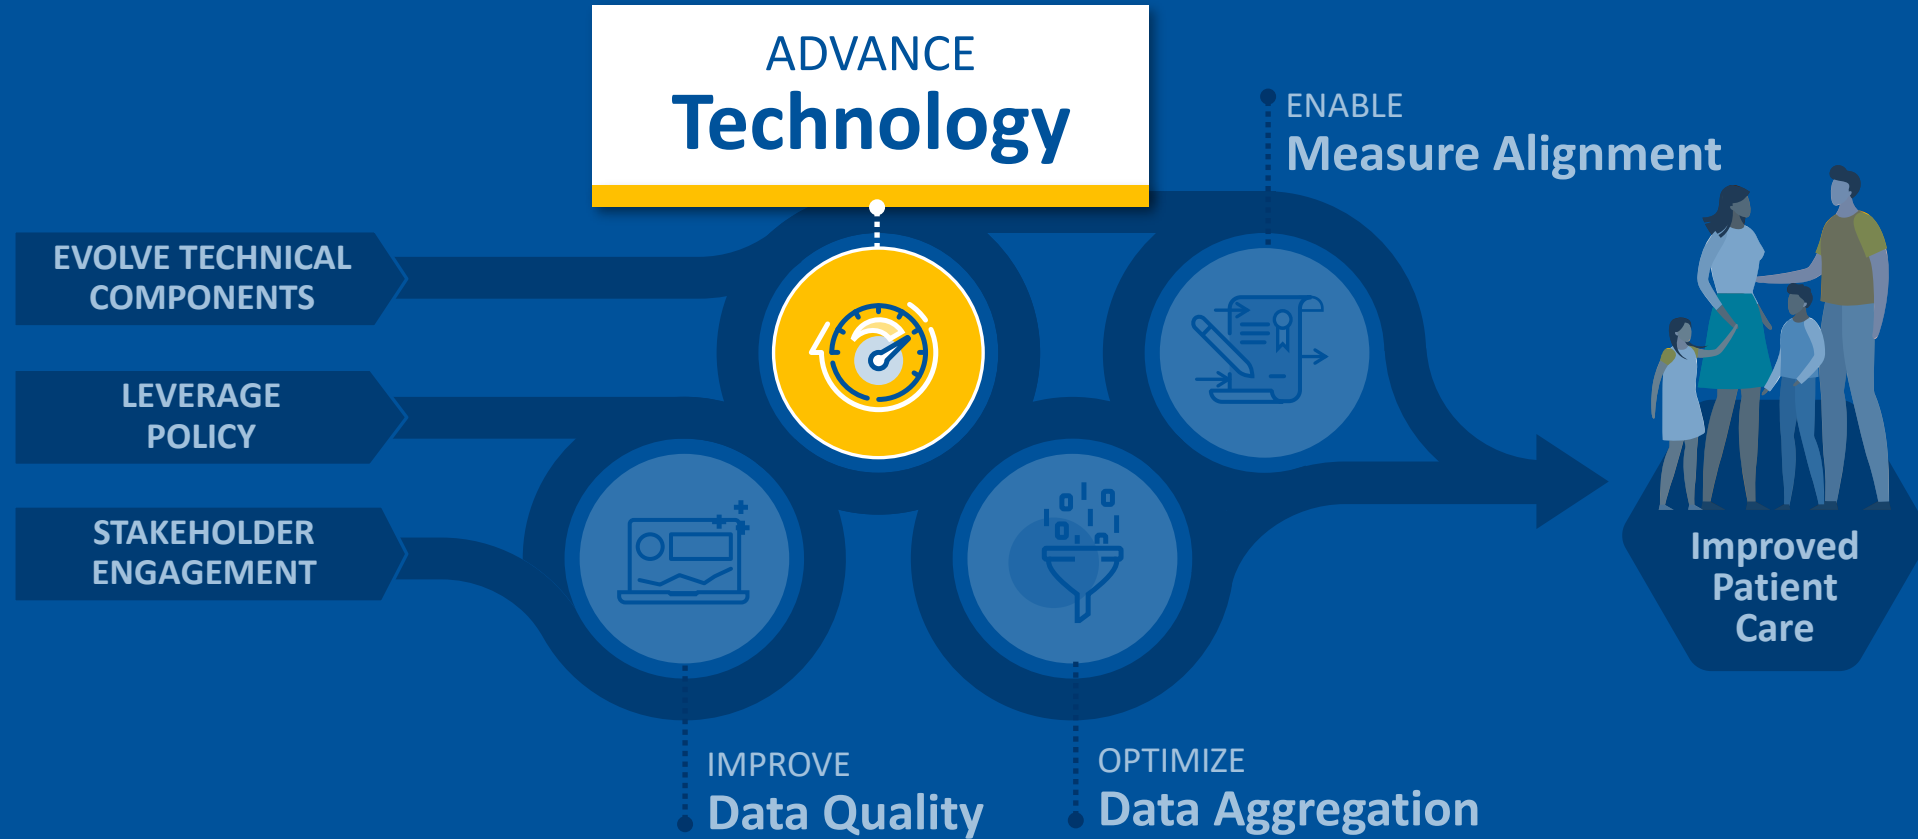 ADVANCE
Technology
ENABLE
Measure Alignment
EVOLVE TECHNICAL
COMPONENTS
LEVERAGE
POLICY
STAKEHOLDER
ENGAGEMENT
Improved
Patient
Care
IMPROVE
Data Quality
OPTIMIZE
Data Aggregation